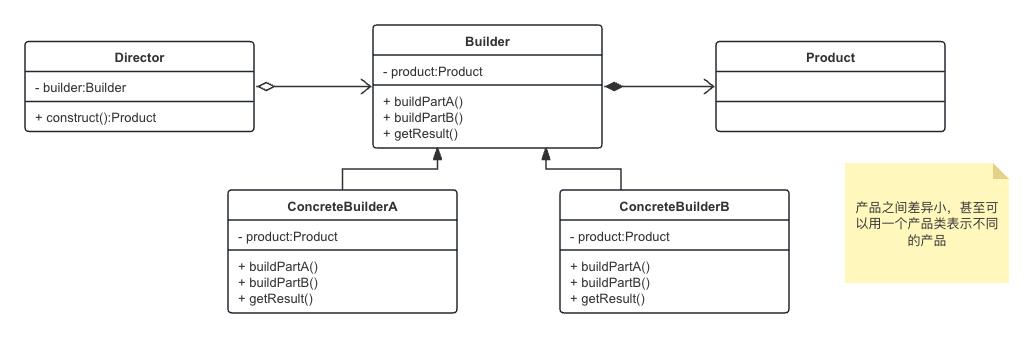 Director
- builder:Builder
+ construct():Product
Builder
- product:Product
+ buildPartA()
+ buildPartB()
+ getResult()
Product
ConcreteBuilderA
- product:Product
+ buildPartA()
+ buildPartB()
+ getResult()
ConcreteBuilderB
- product:Product
+ buildPartA()
+ buildPartB()
+ getResult()
产品之间差异小，甚至可
以用一个产品类表示不同
的产品